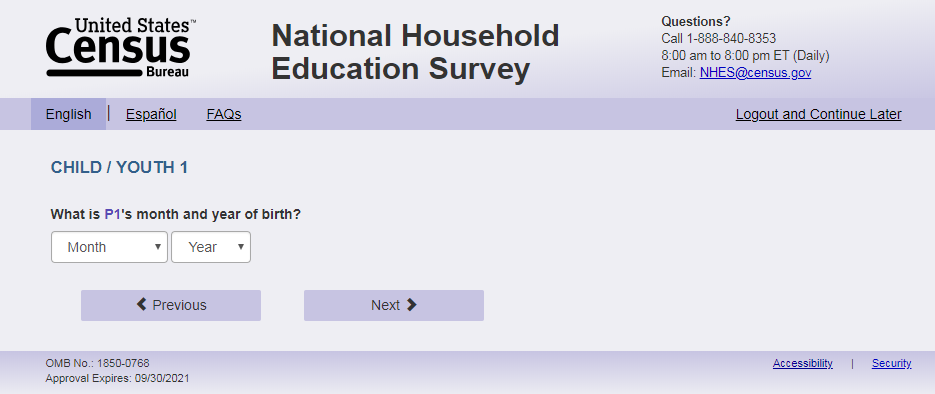 United States™
Census
Bureau
National Household
Education Survey
Questions?
Call 1-888-840-8353
8:00 am to 8:00 pm ET (Daily)
Email: NHES@census.gov
English | Español FAQs Logout and Continue Later
CHILD / YOUTH 1
What is P1's month and year of birth?
Month Year
Previous Next
OMB No.: 1850-0768
Approval Expires: 09/30/2021
Accessibility | Security